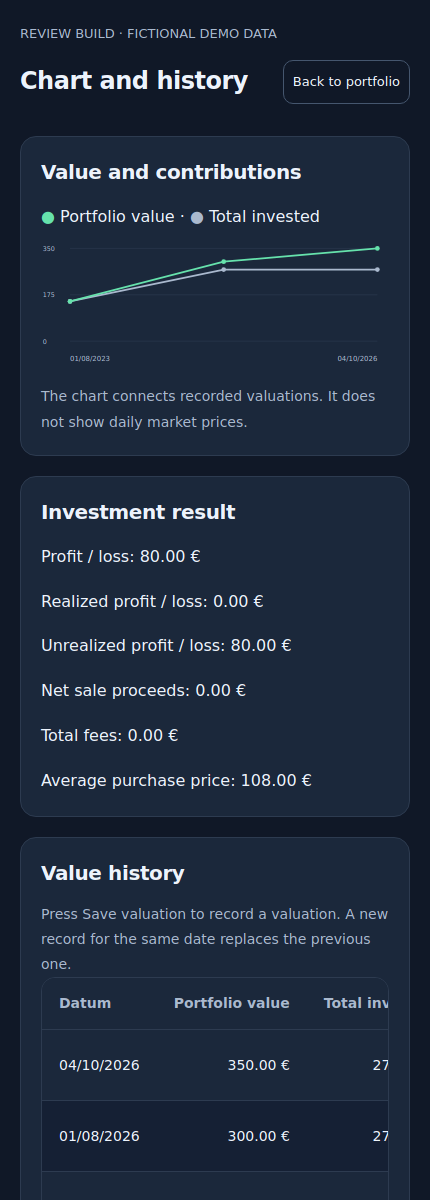 REVIEW BUILD · FICTIONAL DEMO DATA
Chart and history
Back to portfolio
Value and contributions
Portfolio value · Total invested
350
175
0
01/08/2023
04/10/2026
The chart connects recorded valuations. It does
not show daily market prices.
Investment result
Profit / loss: 80.00 €
Realized profit / loss: 0.00 €
Unrealized profit / loss: 80.00 €
Net sale proceeds: 0.00 €
Total fees: 0.00 €
Average purchase price: 108.00 €
Value history
Press Save valuation to record a valuation. A new
record for the same date replaces the previous
one.
Datum Portfolio value Total inv
04/10/2026 350.00 € 27
01/08/2026 300.00 € 27